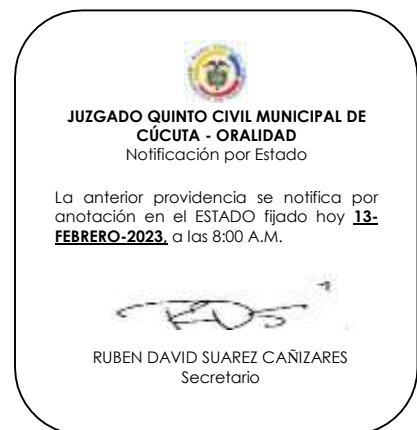 JUZGADO QUINTO CIVIL MUNICIPAL DE
CÚCUTA - ORALIDAD
Notificación por Estado
La anterior providencia se notifica por
anotación en el ESTADO fijado hoy 13-
FEBRERO-2023, a las 8:00 A.M.
RUBEN DAVID SUAREZ CAÑIZARES
Secretario